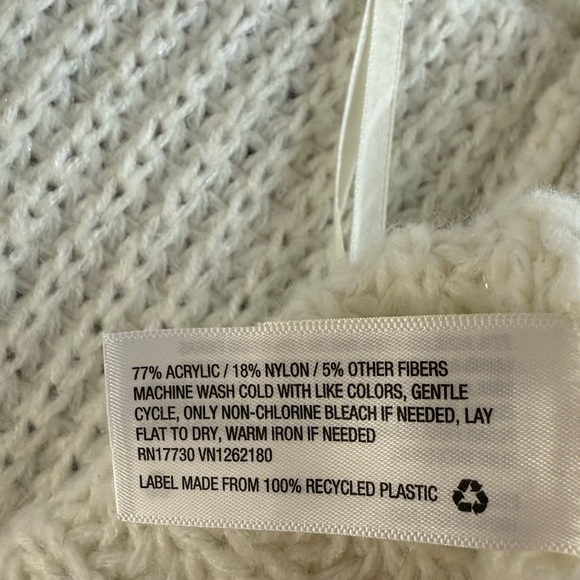 77% ACRYLIC / 18% NYLON / 5% OTHER FIBERS
MACHINE WASH COLD WITH LIKE COLORS, GENTLE
CYCLE, ONLY NON-CHLORINE BLEACH IF NEEDED, LAY
FLAT TO DRY, WARM IRON IF NEEDED
RN17730 VN1262180
LABEL MADE FROM 100% RECYCLED PLASTIC